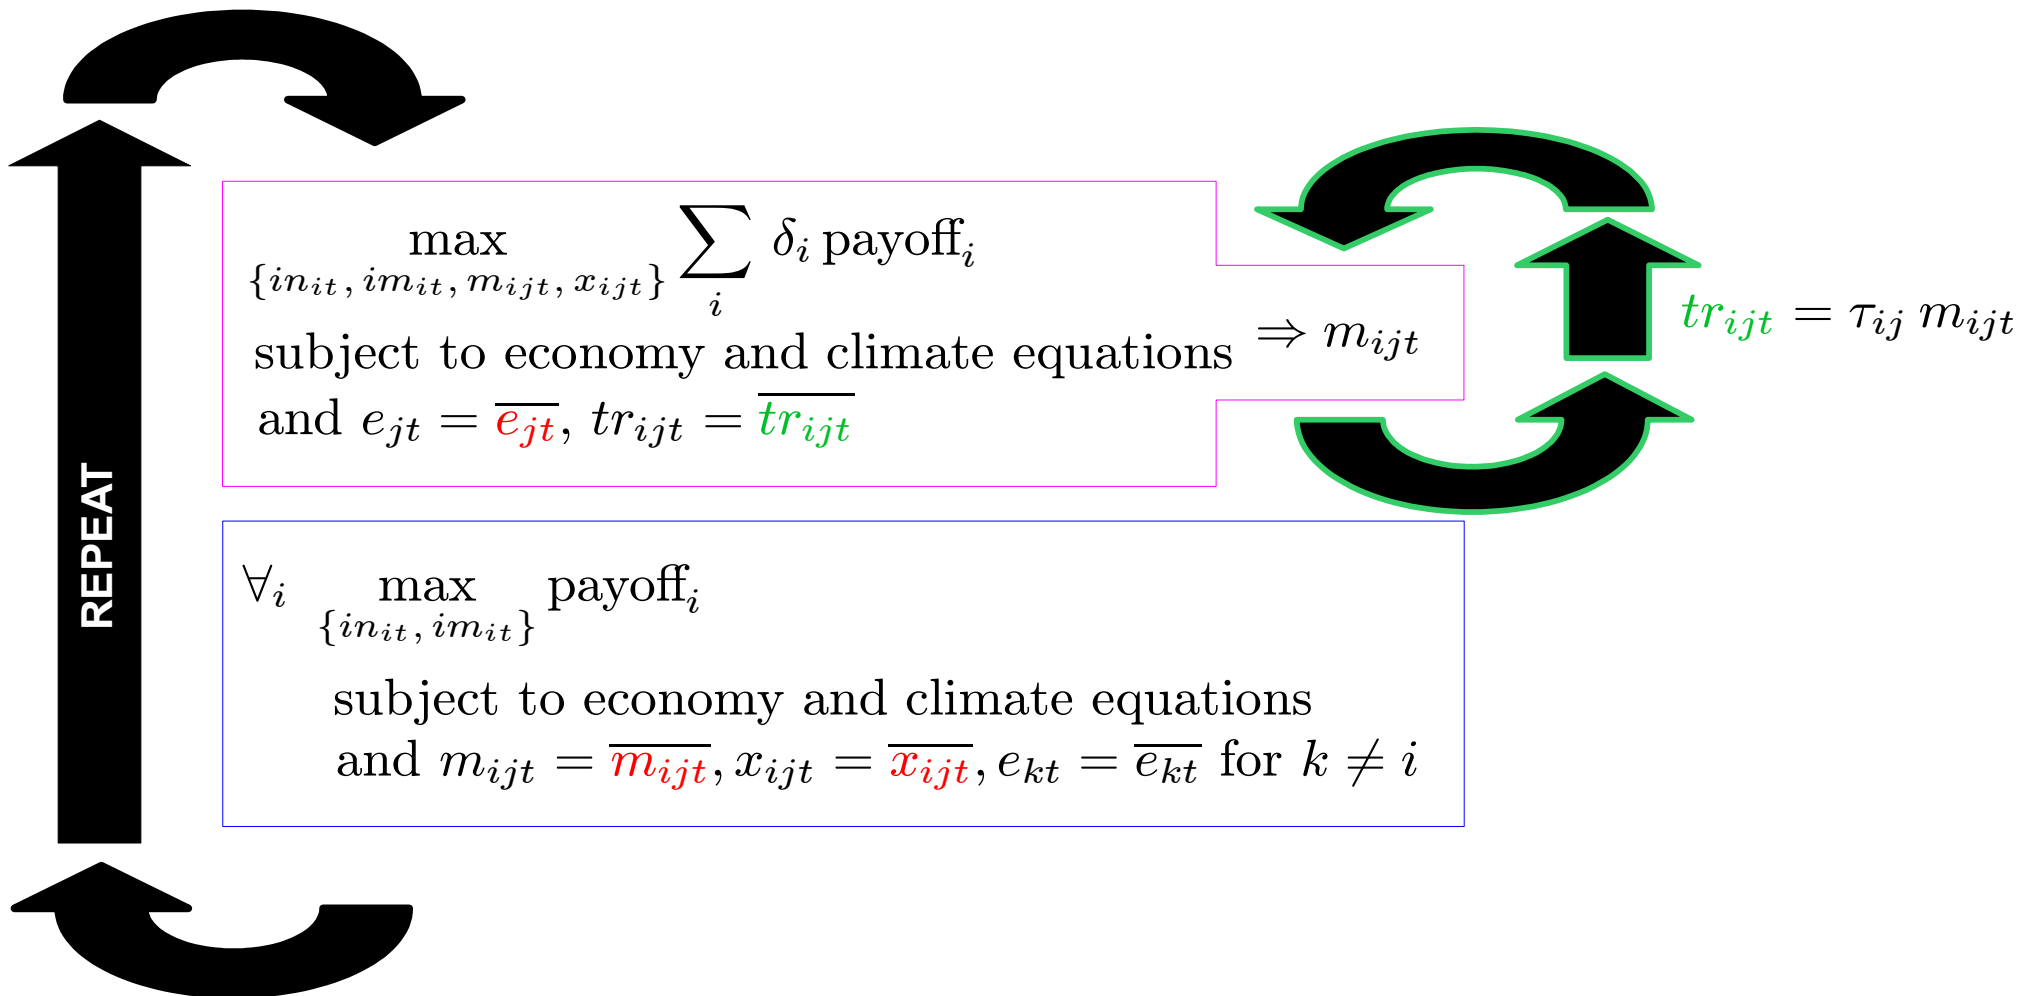 max ∑ δ_i payoff_i
{in_it, im_it, m_ijt, x_ijt} i
subject to economy and climate equations ⇒ m_ijt
and e_jt = \overline{e_jt}, tr_ijt = \overline{tr_ijt}
tr_ijt = τ_ij m_ijt
REPEAT
∀_i max payoff_i
{in_it, im_it}
subject to economy and climate equations
and m_ijt = \overline{m_ijt}, x_ijt = \overline{x_ijt}, e_kt = \overline{e_kt} for k ≠ i